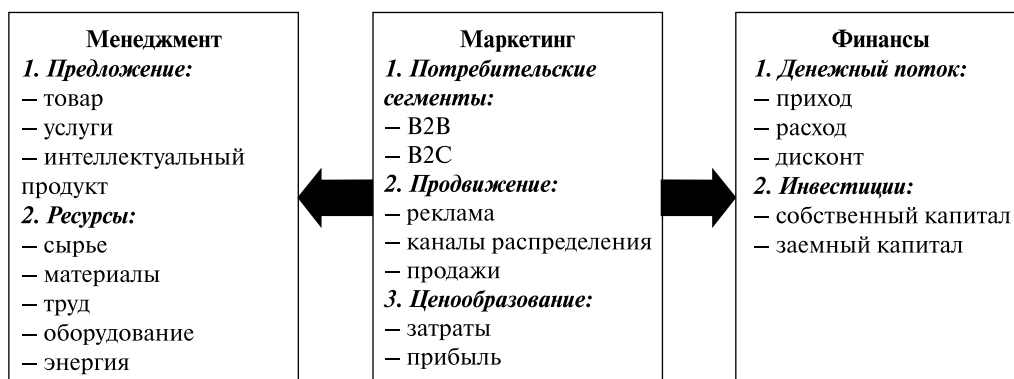 Менеджмент
1. Предложение:
– товар
– услуги
– интеллектуальный
продукт
2. Ресурсы:
– сырье
– материалы
– труд
– оборудование
– энергия
Маркетинг
1. Потребительские
сегменты:
– B2B
– B2C
2. Продвижение:
– реклама
– каналы распределения
– продажи
3. Ценообразование:
– затраты
– прибыль
Финансы
1. Денежный поток:
– приход
– расход
– дисконт
2. Инвестиции:
– собственный капитал
– заемный капитал